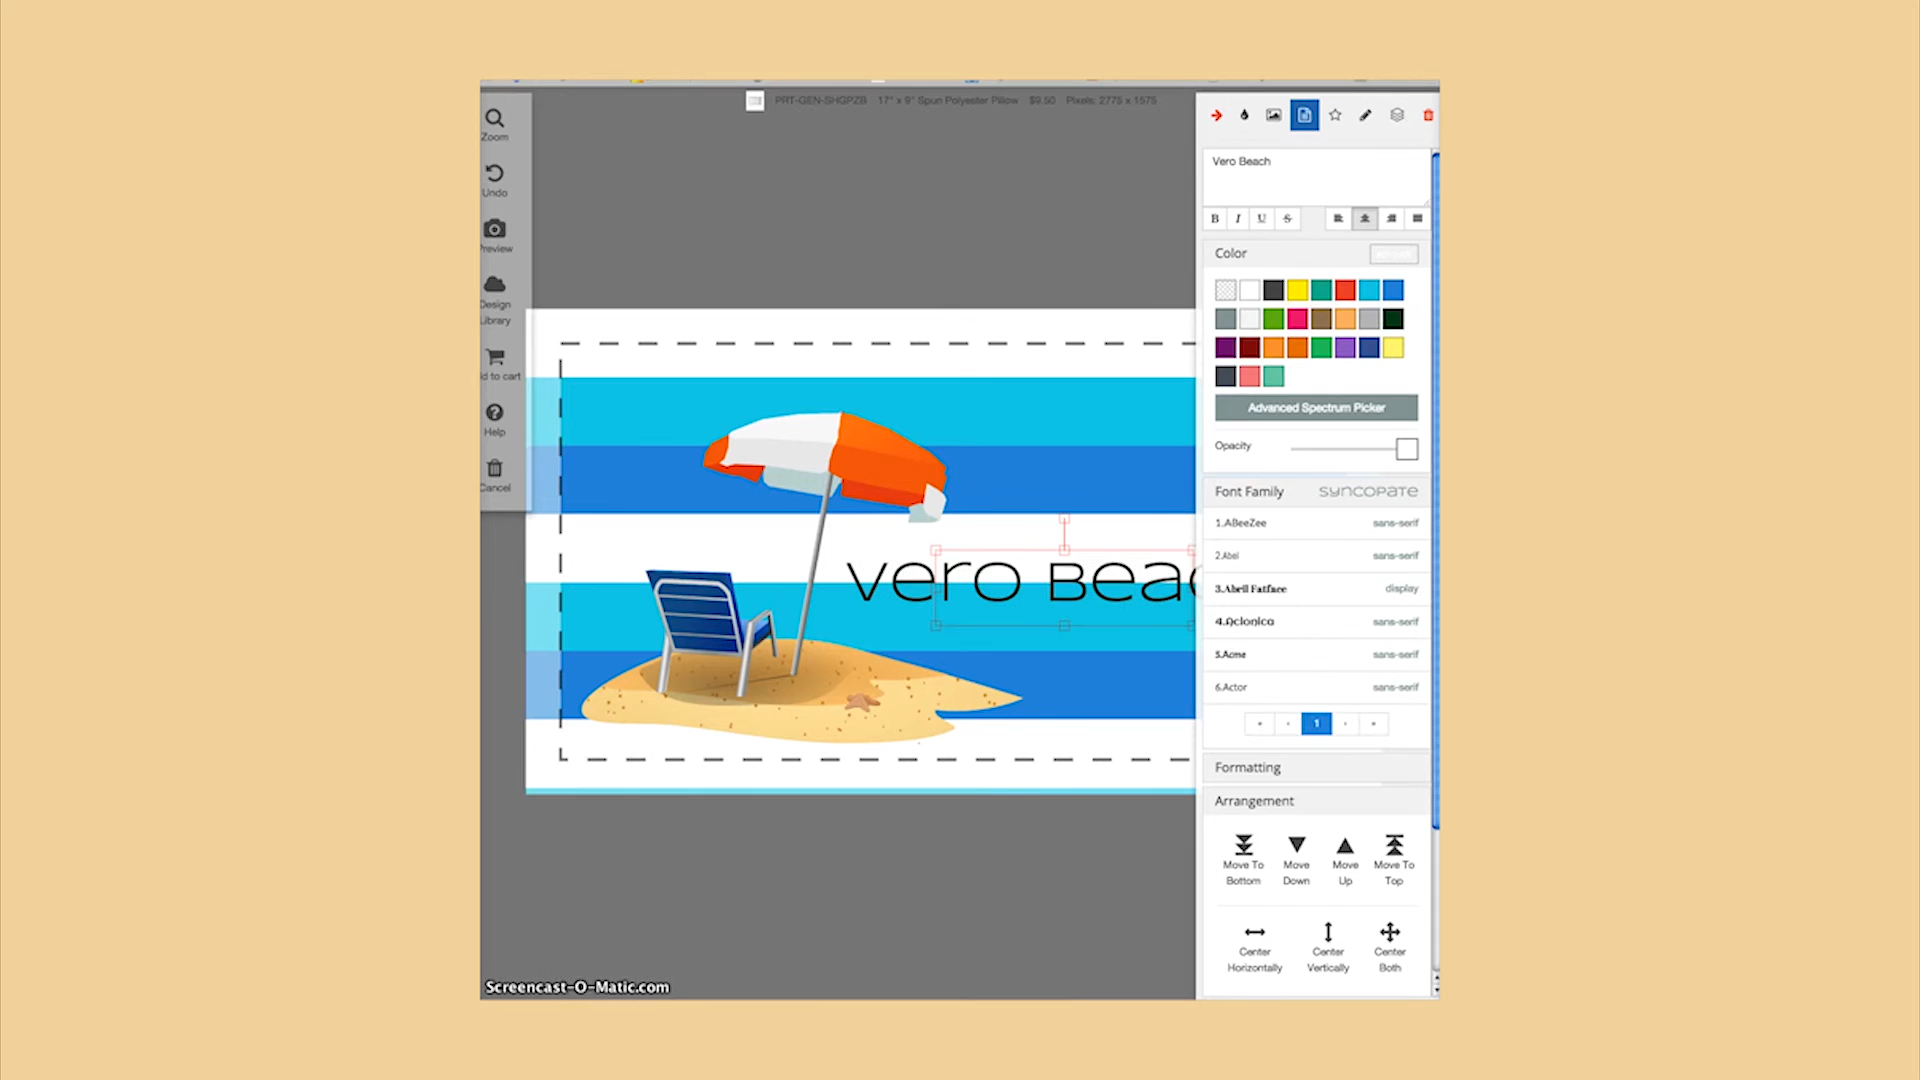 PRT-GEN-SHGPZB 17" x 9" Spun Polyester Pillow $9.50 Pixels: 2775 x 1575
Zoom
Undo
Preview
Design
Library
d to cart
Help
Cancel
Vero Beac
Vero Beach
B I U S
Color
Advanced Spectrum Picker
Opacity
Font Family SYNCOPATE
1.ABeeZee sans-serif
2.Abel sans-serif
3.Abril Fatface display
4.Aclonica sans-serif
5.Acme sans-serif
6.Actor sans-serif
« ‹ 1 › »
Formatting
Arrangement
Move To Bottom
Move Down
Move Up
Move To Top
Center Horizontally
Center Vertically
Center Both
Screencast-O-Matic.com